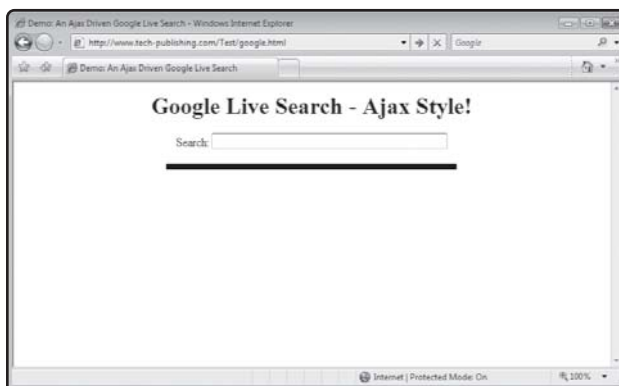 Demo: An Ajax Driven Google Live Search - Windows Internet Explorer
http://www.tech-publishing.com/Test/google.html
Google
Demo: An Ajax Driven Google Live Search
Google Live Search - Ajax Style!
Search:
Internet | Protected Mode: On
100%